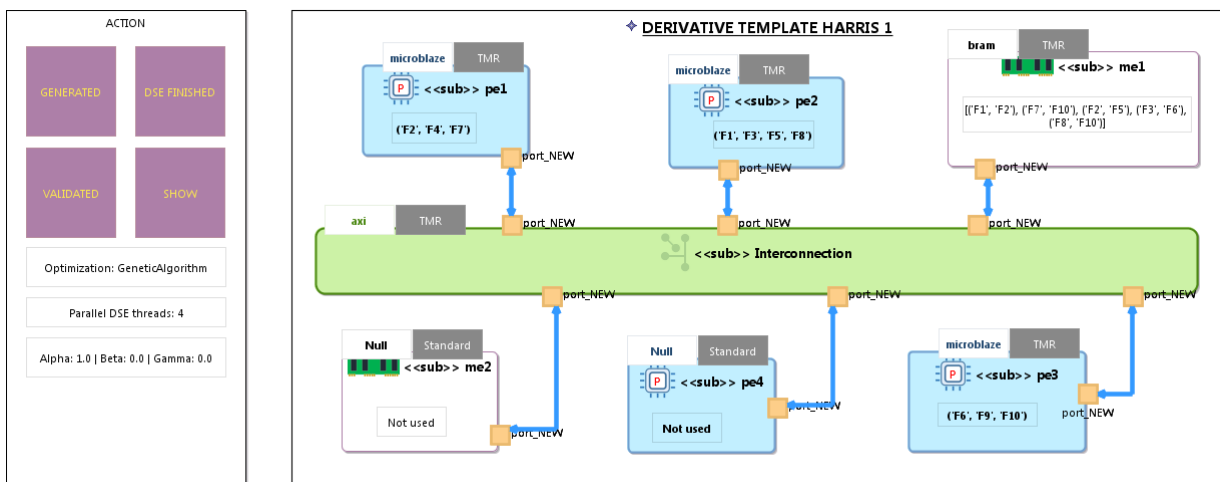 ACTION
GENERATED
DSE FINISHED
VALIDATED
SHOW
Optimization: GeneticAlgorithm
Parallel DSE threads: 4
Alpha: 1.0 | Beta: 0.0 | Gamma: 0.0
DERIVATIVE TEMPLATE HARRIS 1
microblaze
TMR
P
<<sub>> pe1
('F2', 'F4', 'F7')
port_NEW
microblaze
TMR
P
<<sub>> pe2
('F1', 'F3', 'F5', 'F8')
port_NEW
bram
TMR
<<sub>> me1
[('F1', 'F2'), ('F7', 'F10'), ('F2', 'F5'), ('F3', 'F6'),
('F8', 'F10')]
port_NEW
axi
TMR
port_NEW
port_NEW
port_NEW
<<sub>> Interconnection
port_NEW
port_NEW
port_NEW
Null
Standard
<<sub>> me2
Not used
port_NEW
Null
Standard
P
<<sub>> pe4
Not used
port_NEW
microblaze
TMR
P
<<sub>> pe3
('F6', 'F9', 'F10')
port_NEW